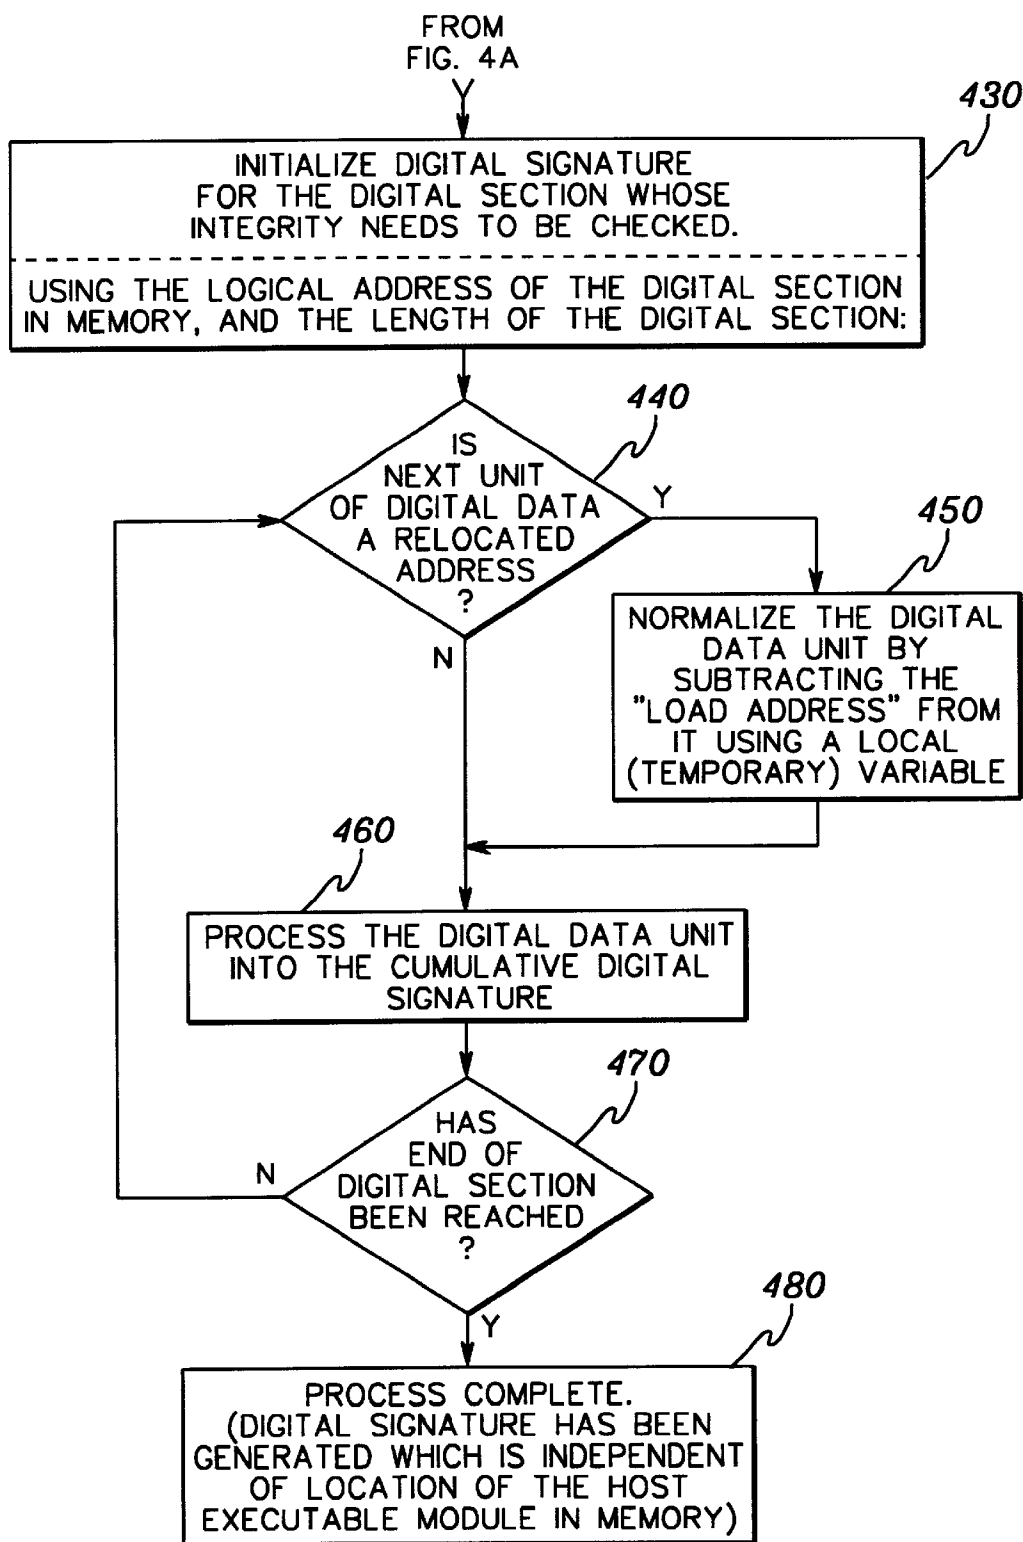 FROM
FIG. 4A
Y
430
INITIALIZE DIGITAL SIGNATURE
FOR THE DIGITAL SECTION WHOSE
INTEGRITY NEEDS TO BE CHECKED.
USING THE LOGICAL ADDRESS OF THE DIGITAL SECTION
IN MEMORY, AND THE LENGTH OF THE DIGITAL SECTION:
440
IS
NEXT UNIT
OF DIGITAL DATA
A RELOCATED
ADDRESS
?
Y
N
450
NORMALIZE THE DIGITAL
DATA UNIT BY
SUBTRACTING THE
"LOAD ADDRESS" FROM
IT USING A LOCAL
(TEMPORARY) VARIABLE
460
PROCESS THE DIGITAL DATA UNIT
INTO THE CUMULATIVE DIGITAL
SIGNATURE
470
HAS
END OF
DIGITAL SECTION
BEEN REACHED
?
N
Y
480
PROCESS COMPLETE.
(DIGITAL SIGNATURE HAS BEEN
GENERATED WHICH IS INDEPENDENT
OF LOCATION OF THE HOST
EXECUTABLE MODULE IN MEMORY)